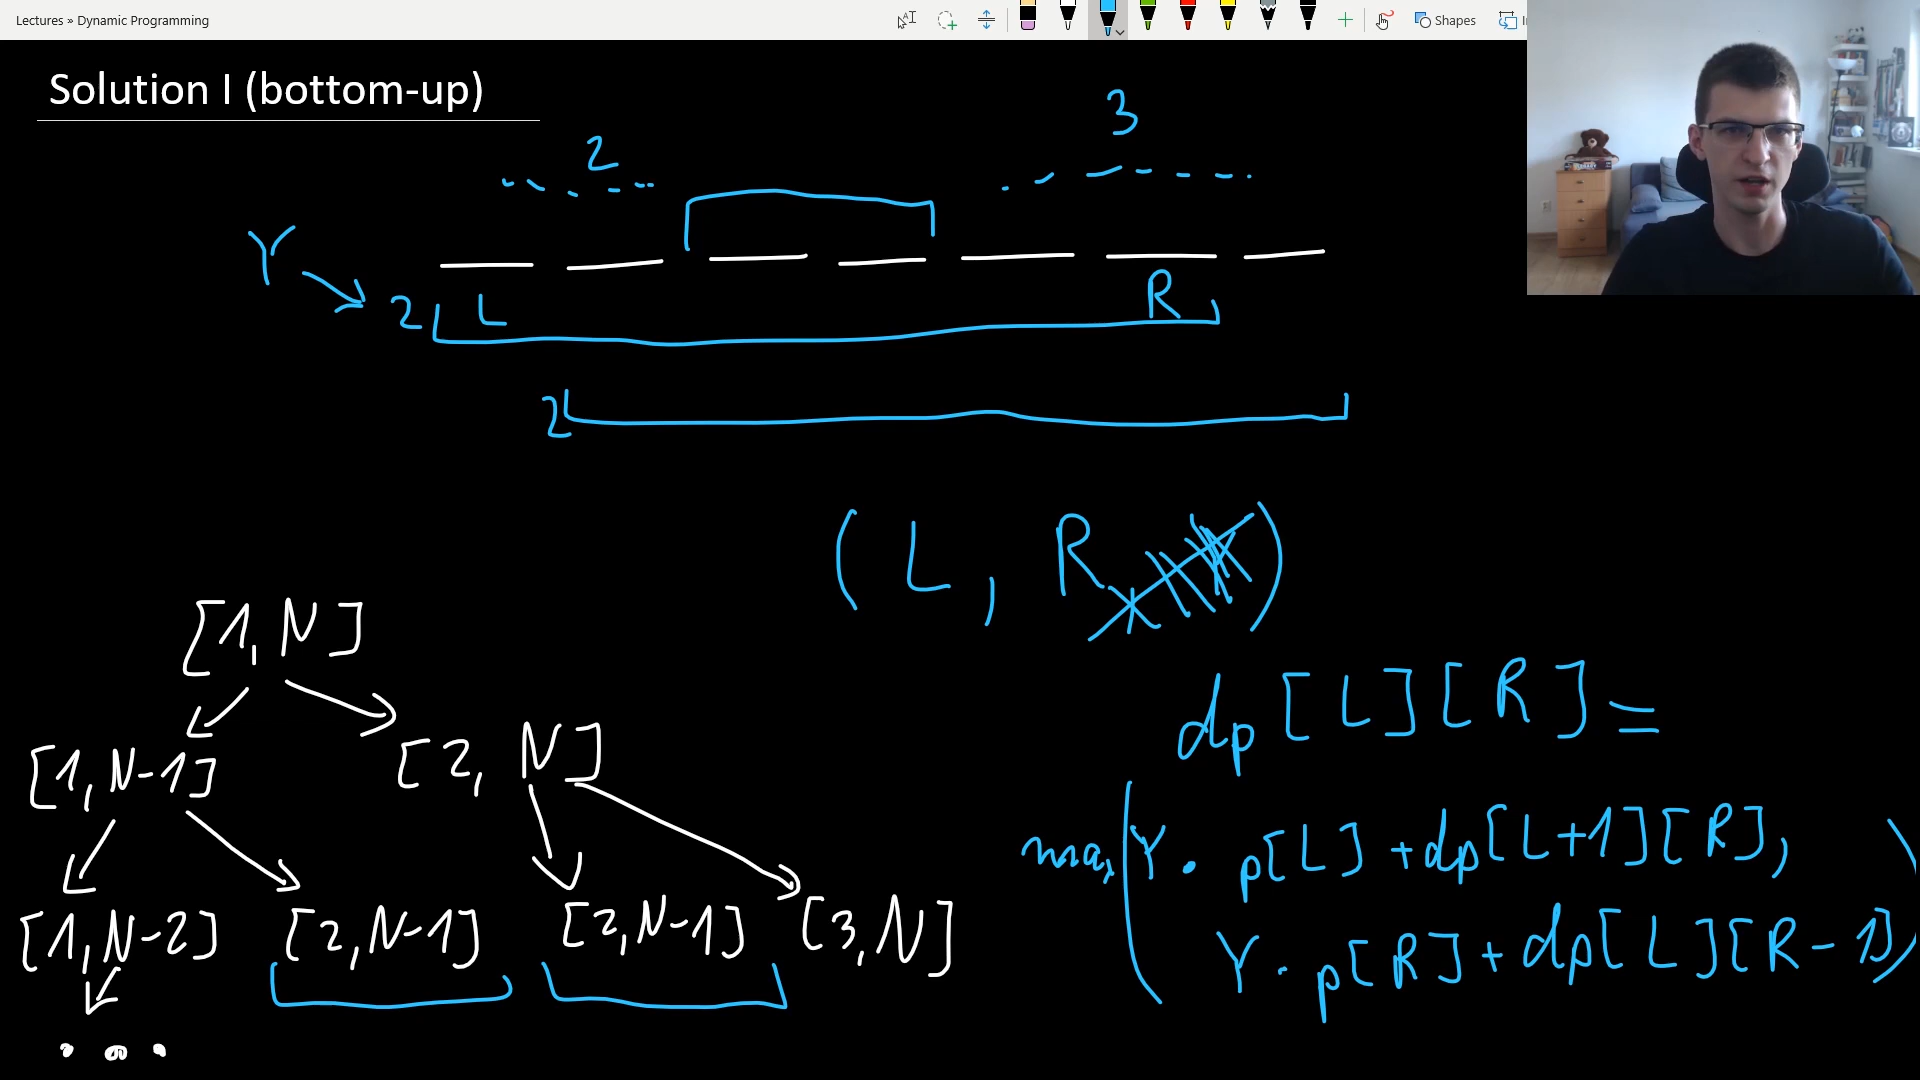 Lectures » Dynamic Programming
Shapes
Solution I (bottom-up)
2
3
Y
2 L R
2
(L, R)
[1, N]
[1, N-1] [2, N]
[1, N-2] [2, N-1] [2, N-1] [3, N]
...
dp[L][R] =
max(Y · p[L] + dp[L+1][R],
Y · p[R] + dp[L][R-1])